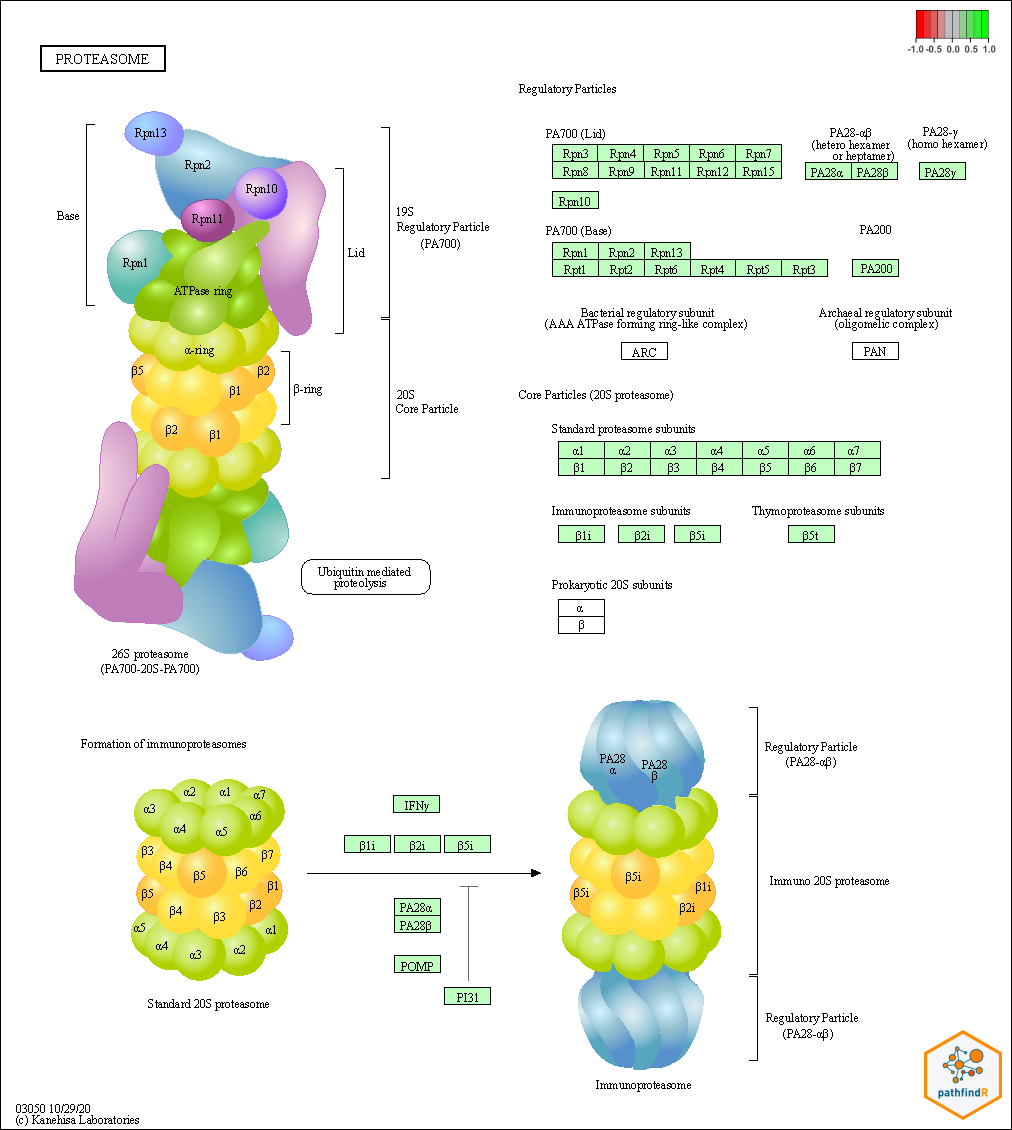 -1.0 -0.5 0.0 0.5 1.0
PROTEASOME
Rpn13
Rpn2
Rpn10
Rpn11
Rpn1
ATPase ring
Base
Lid
19S
Regulatory Particle
(PA700)
α-ring
β5
β2
β1
β-ring
β2
β1
20S
Core Particle
Ubiquitin mediated
proteolysis
26S proteasome
(PA700-20S-PA700)
Regulatory Particles
PA700 (Lid)
Rpn3 Rpn4 Rpn5 Rpn6 Rpn7
Rpn8 Rpn9 Rpn11 Rpn12 Rpn15
Rpn10
PA28-αβ
(hetero hexamer
or heptamer)
PA28α PA28β
PA28-γ
(homo hexamer)
PA28γ
PA700 (Base)
Rpn1 Rpn2 Rpn13
Rpt1 Rpt2 Rpt6 Rpt4 Rpt5 Rpt3
PA200
PA200
Bacterial regulatory subunit
(AAA ATPase forming ring-like complex)
ARC
Archaeal regulatory subunit
(oligomelic complex)
PAN
Core Particles (20S proteasome)
Standard proteasome subunits
α1 α2 α3 α4 α5 α6 α7
β1 β2 β3 β4 β5 β6 β7
Immunoproteasome subunits
β1i β2i β5i
Thymoproteasome subunits
β5t
Prokaryotic 20S subunits
α
β
Formation of immunoproteasomes
α3 α2 α1 α7
α4 α5 α6
β3 β4 β5 β6 β7
β5 β4 β3 β2 β1
α5 α4 α3 α2 α1
Standard 20S proteasome
IFNγ
β1i β2i β5i
PA28α
PA28β
POMP
PI31
PA28
α
PA28
β
β5i
β5i
β1i
β2i
Regulatory Particle
(PA28-αβ)
Immuno 20S proteasome
Regulatory Particle
(PA28-αβ)
Immunoproteasome
pathfindR
03050 10/29/20
(c) Kanehisa Laboratories